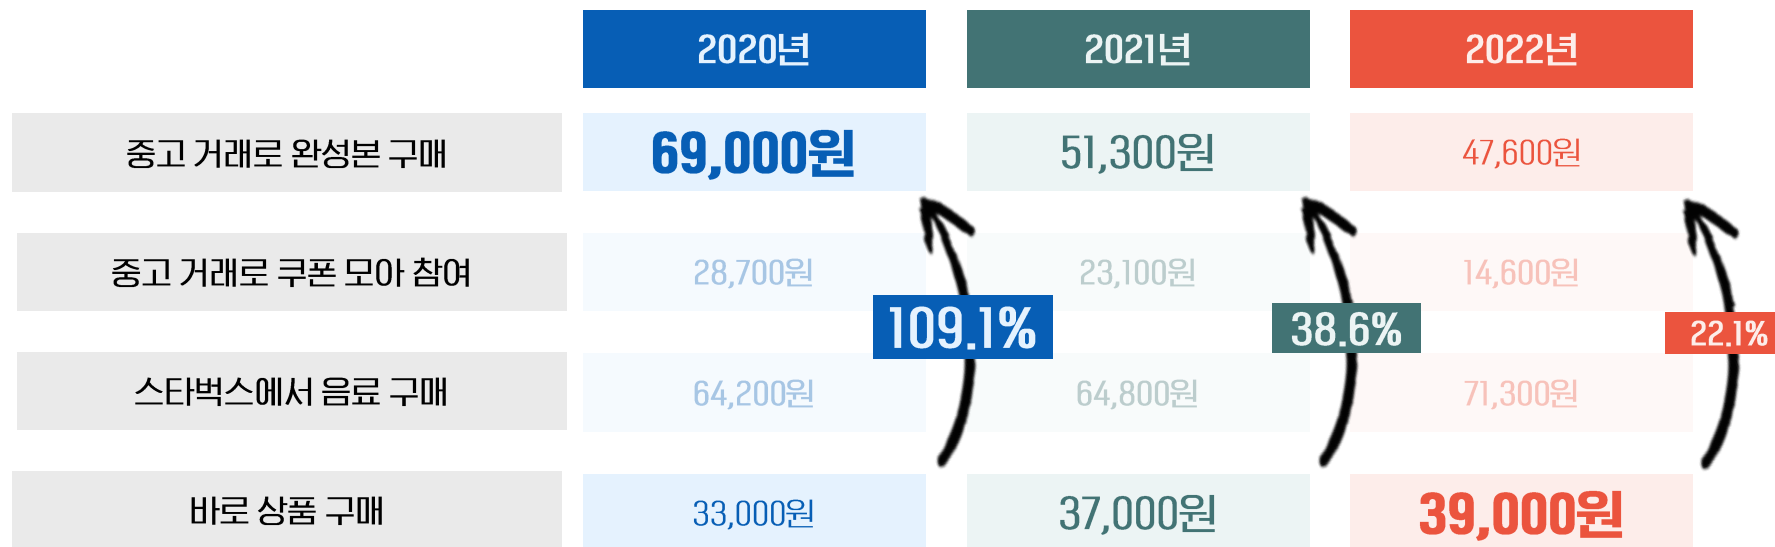 2020년 2021년 2022년
중고 거래로 완성본 구매 69,000원 51,300원 47,600원
중고 거래로 쿠폰 모아 참여 28,700원 23,100원 14,600원
109.1% 38.6% 22.1%
스타벅스에서 음료 구매 64,200원 64,800원 71,300원
바로 상품 구매 33,000원 37,000원 39,000원